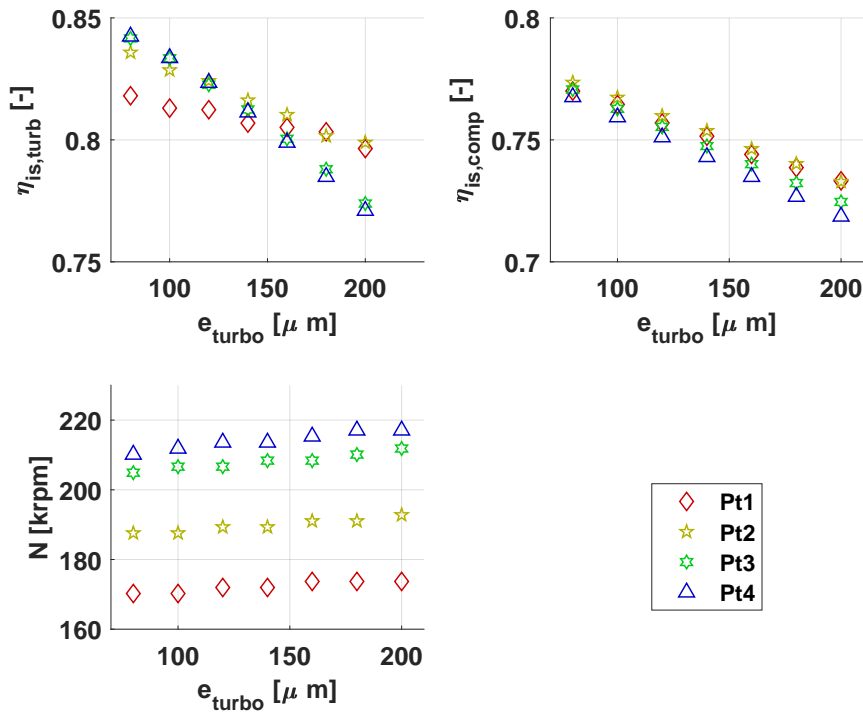 0.85
0.8
0.75
η_is,turb [-]
100 150 200
e_turbo [μ m]
0.8
0.75
0.7
η_is,comp [-]
100 150 200
e_turbo [μ m]
220
200
180
160
N [krpm]
100 150 200
e_turbo [μ m]
Pt1
Pt2
Pt3
Pt4